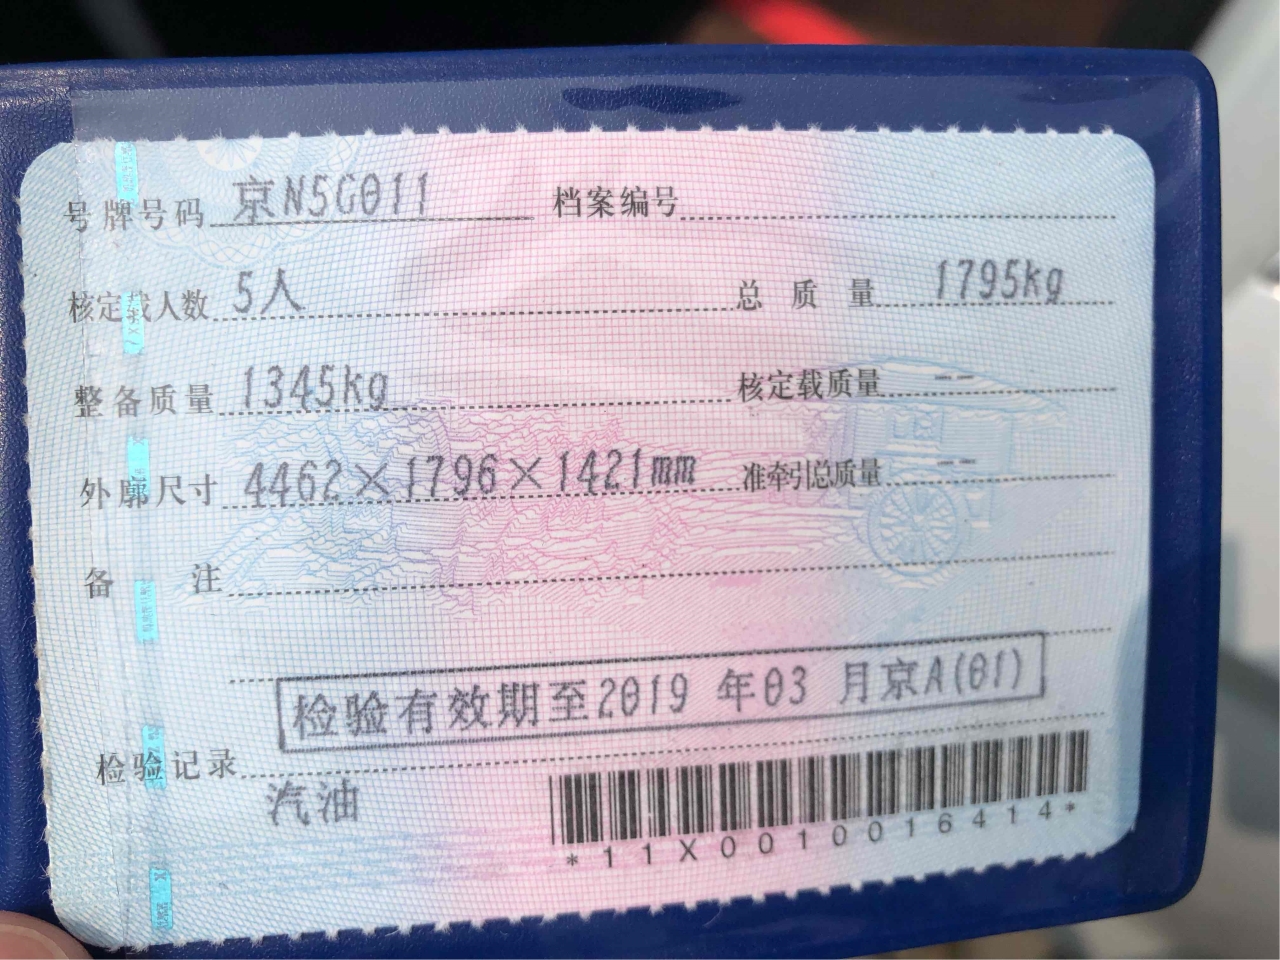 号牌号码 京N5G011 档案编号
核定载人数 5人 总质量 1795kg
整备质量 1345kg 核定载质量 --
外廓尺寸 4462×1796×1421mm 准牵引总质量 --
备注
检验有效期至2019年03月京A(01)
检验记录
汽油
*11X0010016414*